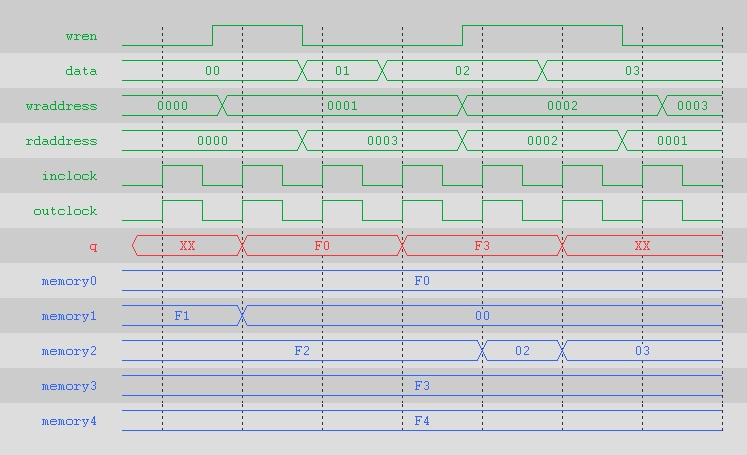 wren
data 00 01 02 03
wraddress 0000 0001 0002 0003
rdaddress 0000 0003 0002 0001
inclock
outclock
q XX F0 F3 XX
memory0 F0
memory1 F1 00
memory2 F2 02 03
memory3 F3
memory4 F4